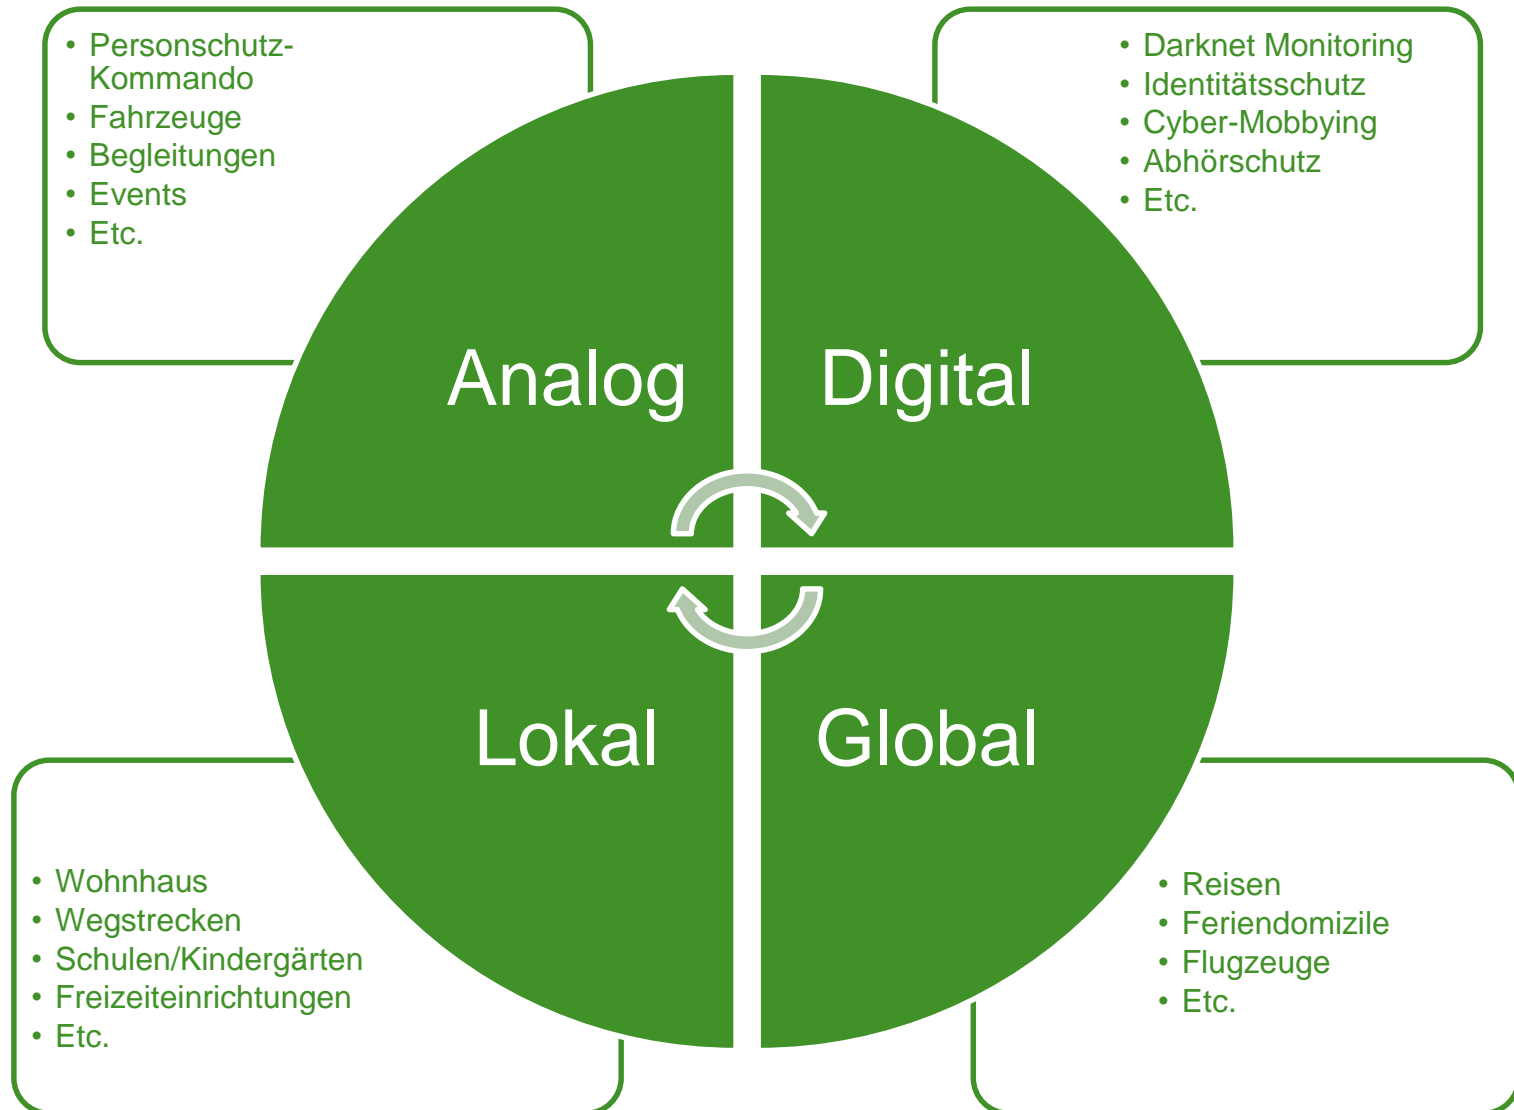 • Personschutz-
Kommando
• Fahrzeuge
• Begleitungen
• Events
• Etc.
• Darknet Monitoring
• Identitätsschutz
• Cyber-Mobbying
• Abhörschutz
• Etc.
Analog
Digital
Lokal
Global
• Wohnhaus
• Wegstrecken
• Schulen/Kindergärten
• Freizeiteinrichtungen
• Etc.
• Reisen
• Feriendomizile
• Flugzeuge
• Etc.